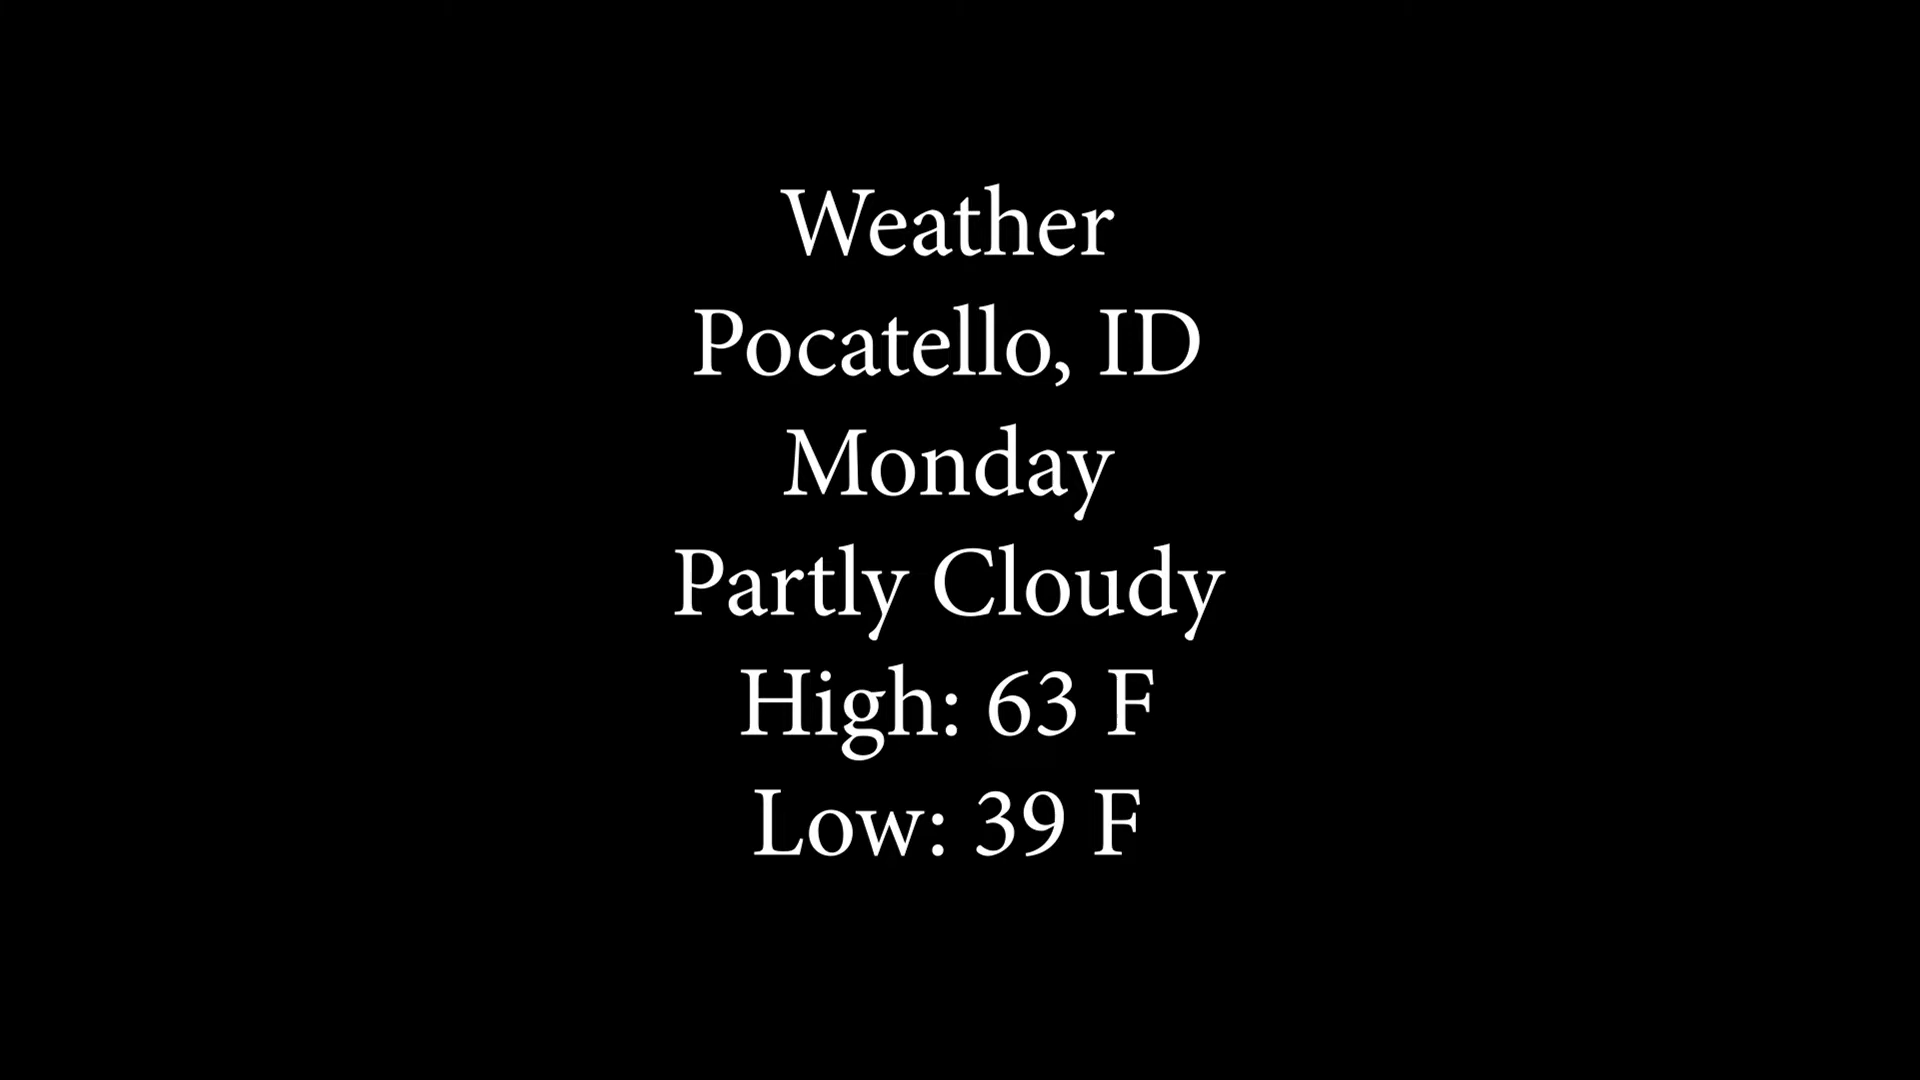 Weather
Pocatello, ID
Monday
Partly Cloudy
High: 63 F
Low: 39 F